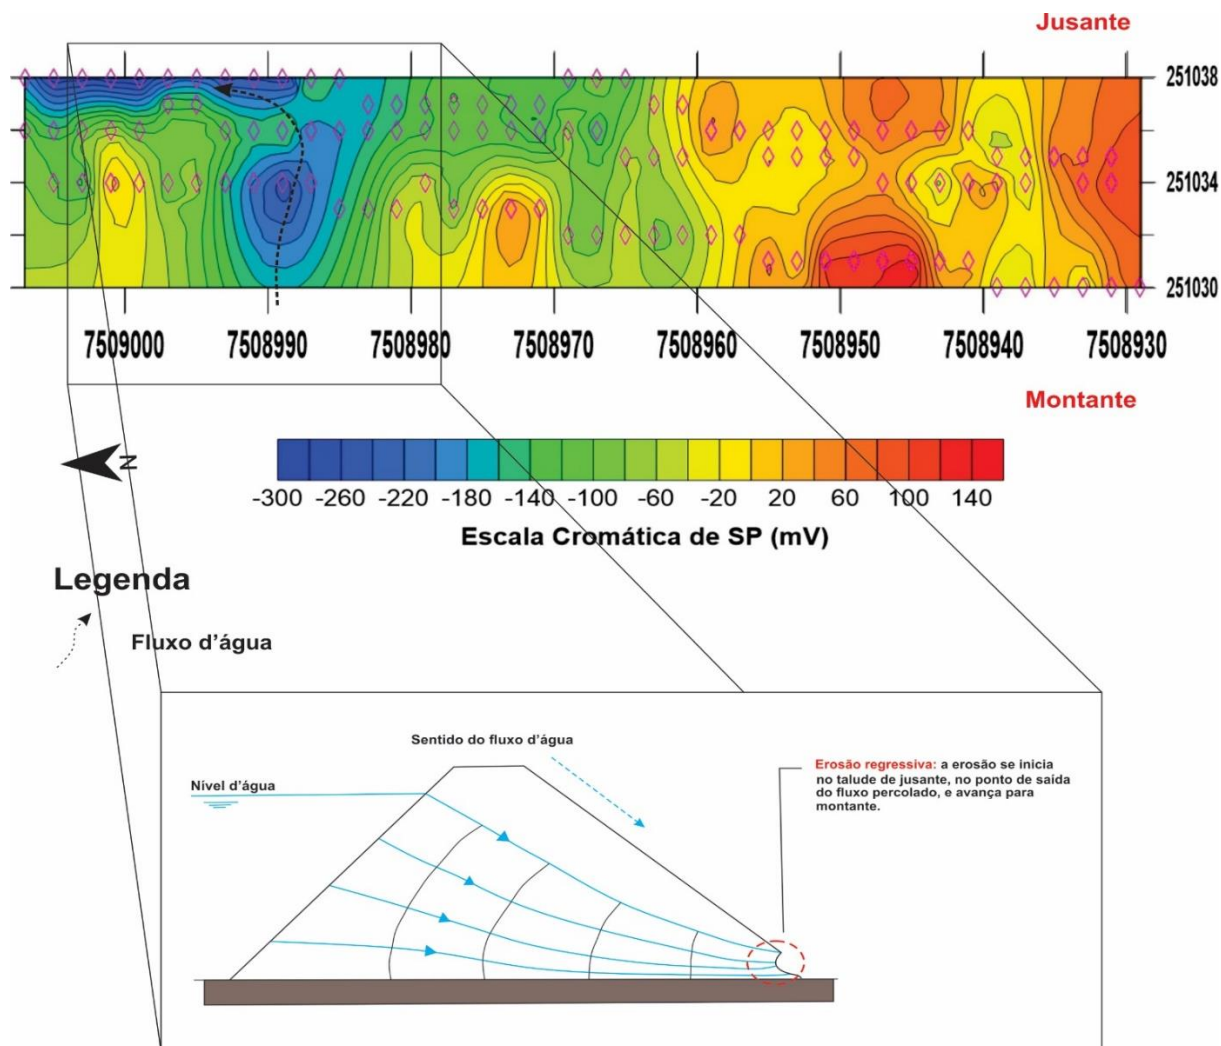 Jusante
251038
251034
251030
7509000 7508990 7508980 7508970 7508960 7508950 7508940 7508930
Montante
N
-300 -260 -220 -180 -140 -100 -60 -20 20 60 100 140
Escala Cromática de SP (mV)
Legenda
Fluxo d'água
Sentido do fluxo d'água
Nível d'água
Erosão regressiva: a erosão se inicia
no talude de jusante, no ponto de saída
do fluxo percolado, e avança para
montante.